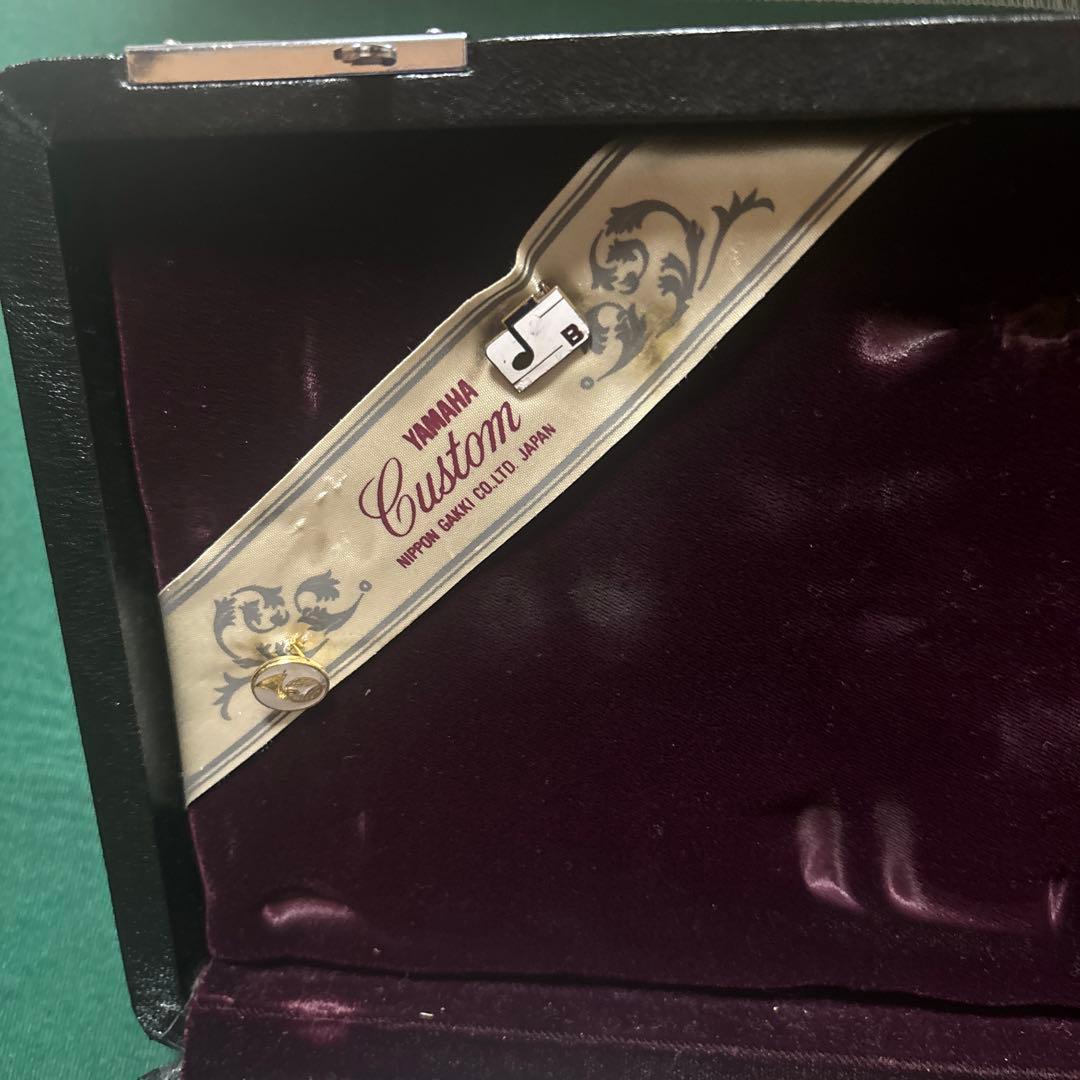 B
YAMAHA
Custom
NIPPON GAKKI CO.,LTD. JAPAN